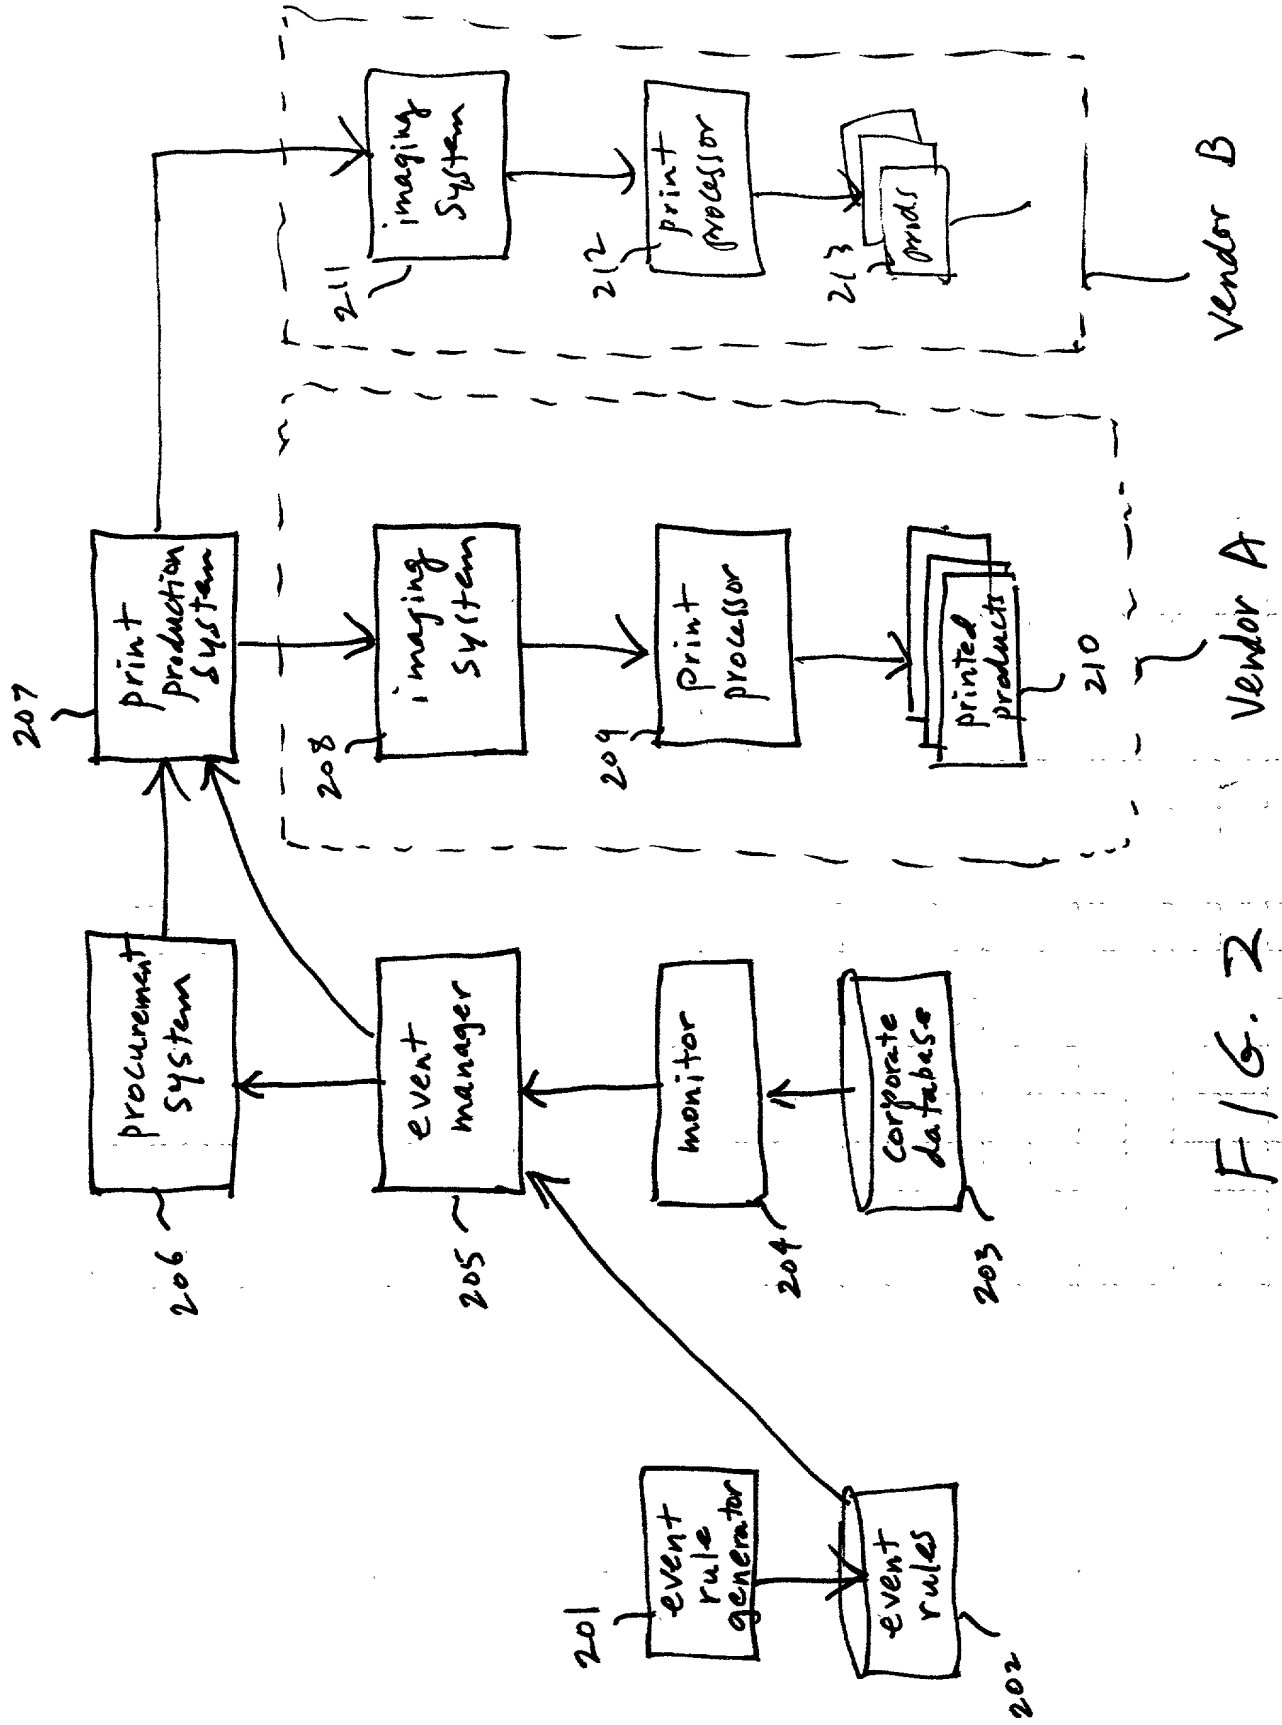 207
print
production
system
206
procurement
system
205
event
manager
204
monitor
203
corporate
database
201
event
rule
generator
202
event
rules
208
imaging
system
209
print
processor
printed
products
210
Vendor A
211
imaging
system
212
print
processor
213
prods
Vendor B
FIG. 2